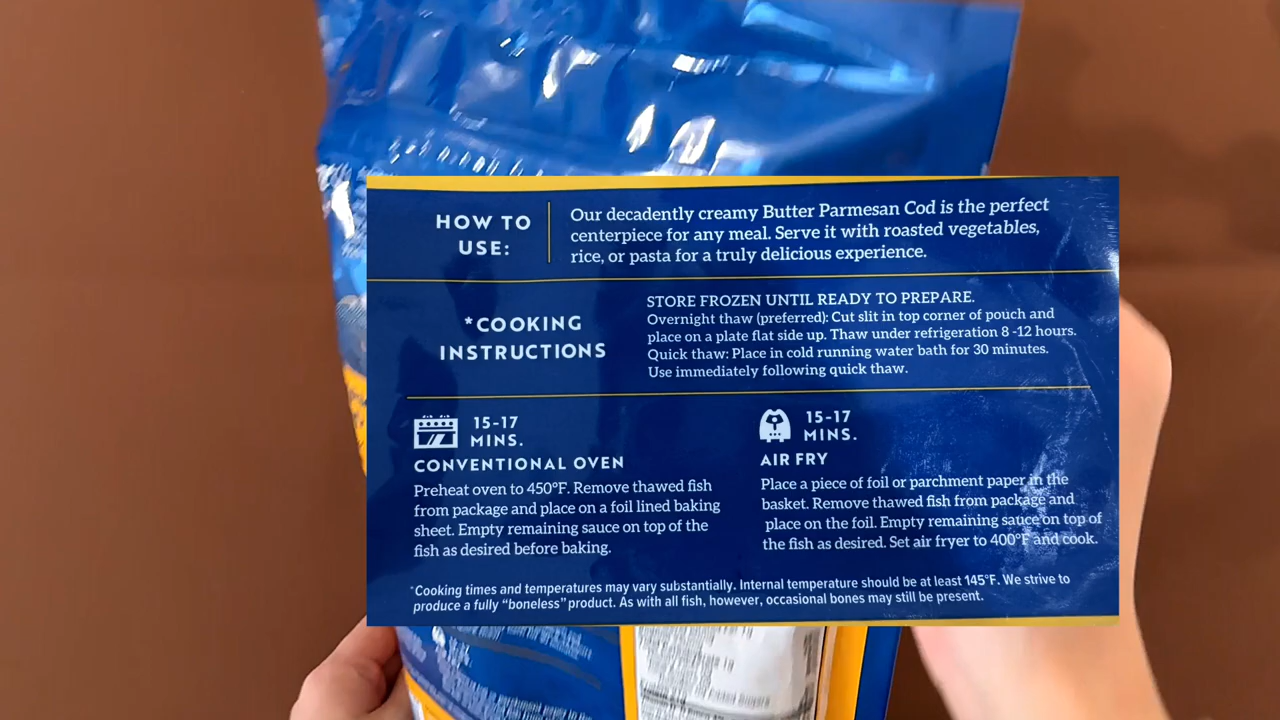 HOW TO
USE:
Our decadently creamy Butter Parmesan Cod is the perfect
centerpiece for any meal. Serve it with roasted vegetables,
rice, or pasta for a truly delicious experience.
*COOKING
INSTRUCTIONS
STORE FROZEN UNTIL READY TO PREPARE.
Overnight thaw (preferred): Cut slit in top corner of pouch and
place on a plate flat side up. Thaw under refrigeration 8 -12 hours.
Quick thaw: Place in cold running water bath for 30 minutes.
Use immediately following quick thaw.
15-17
MINS.
CONVENTIONAL OVEN
Preheat oven to 450°F. Remove thawed fish
from package and place on a foil lined baking
sheet. Empty remaining sauce on top of the
fish as desired before baking.
15-17
MINS.
AIR FRY
Place a piece of foil or parchment paper in the
basket. Remove thawed fish from package and
place on the foil. Empty remaining sauce on top of
the fish as desired. Set air fryer to 400°F and cook.
*Cooking times and temperatures may vary substantially. Internal temperature should be at least 145°F. We strive to
produce a fully “boneless” product. As with all fish, however, occasional bones may still be present.